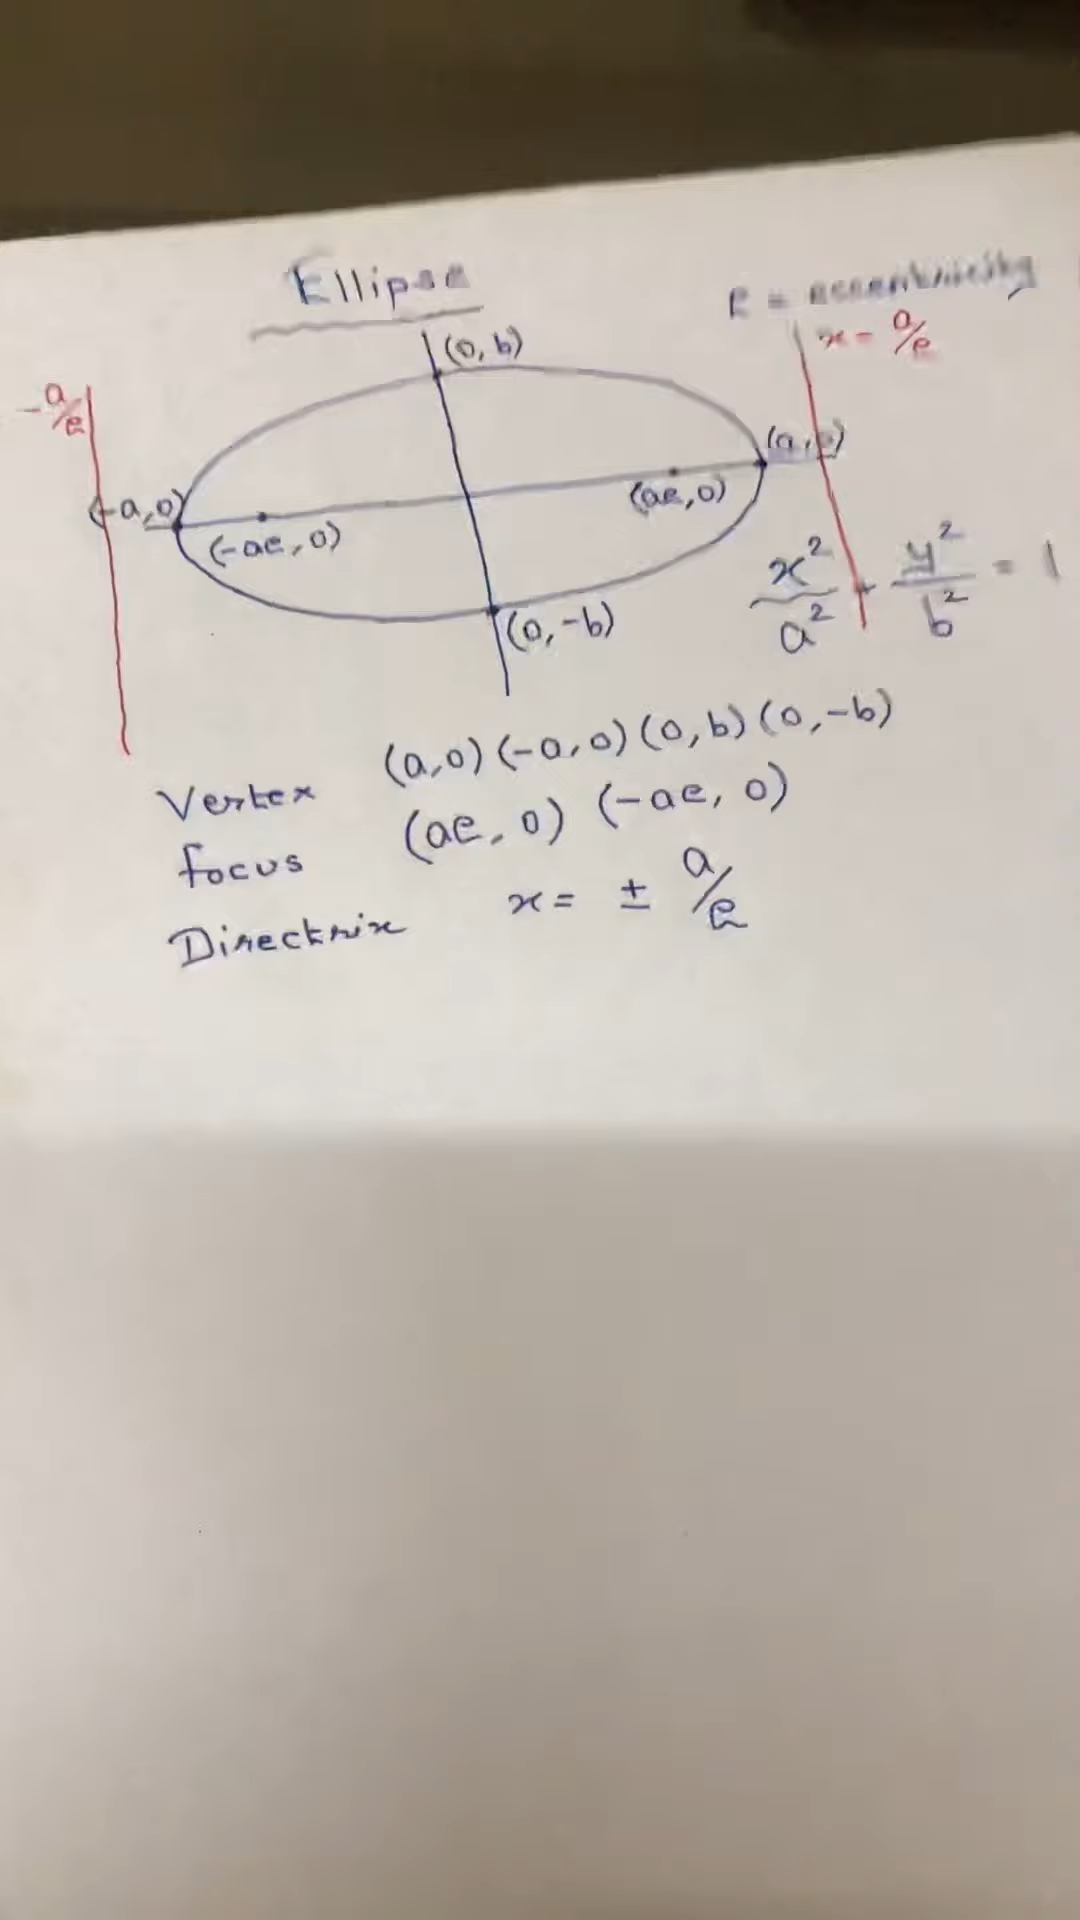 Ellipse
e = eccentricity
(0, b)
x = a/e
-a/e
(a, 0)
(-a, 0)
(ae, 0)
(-ae, 0)
x²/a² + y²/b² = 1
(0, -b)
Vertex (a, 0) (-a, 0) (0, b) (0, -b)
focus (ae, 0) (-ae, 0)
Directrix x = ± a/e